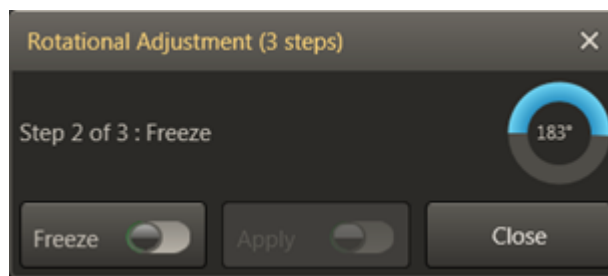 Rotational Adjustment (3 steps)
Step 2 of 3 : Freeze
183°
Freeze
Apply
Close